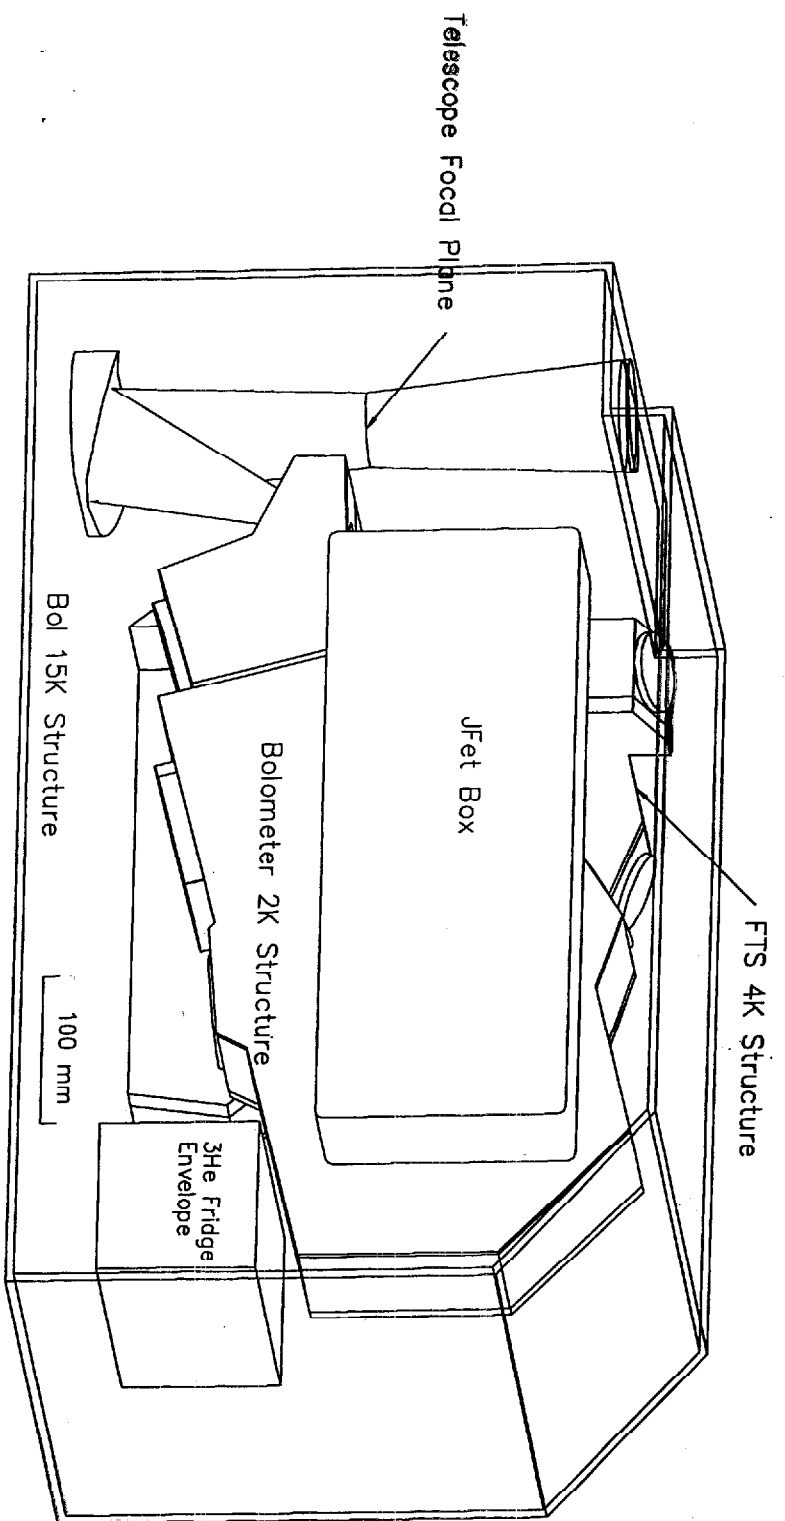 Telescope Focal Plane
FTS 4K Structure
JFet Box
Bolometer 2K Structure
3He Fridge
Envelope
Bol 15K Structure
100 mm